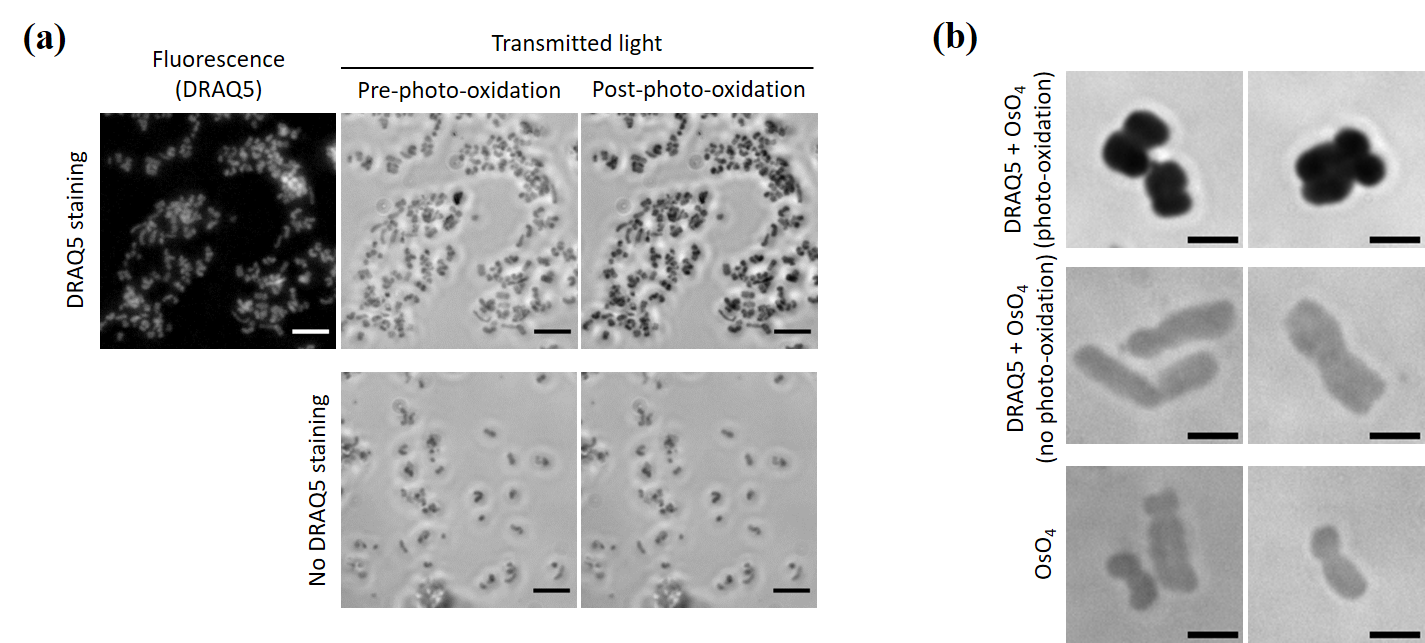 (a)
Fluorescence
(DRAQ5)
Transmitted light
Pre-photo-oxidation
Post-photo-oxidation
DRAQ5 staining
No DRAQ5 staining
(b)
DRAQ5 + OsO₄
(photo-oxidation)
DRAQ5 + OsO₄
(no photo-oxidation)
OsO₄